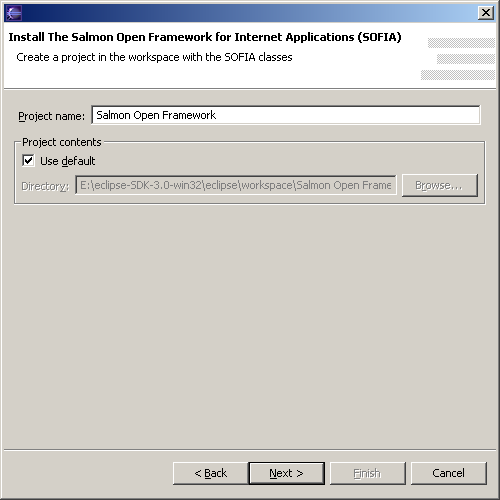 Install The Salmon Open Framework for Internet Applications (SOFIA)
Create a project in the workspace with the SOFIA classes
Project name: Salmon Open Framework
Project contents
Use default
Directory: E:\eclipse-SDK-3.0-win32\eclipse\workspace\Salmon Open Frame Browse...
< Back Next > Finish Cancel